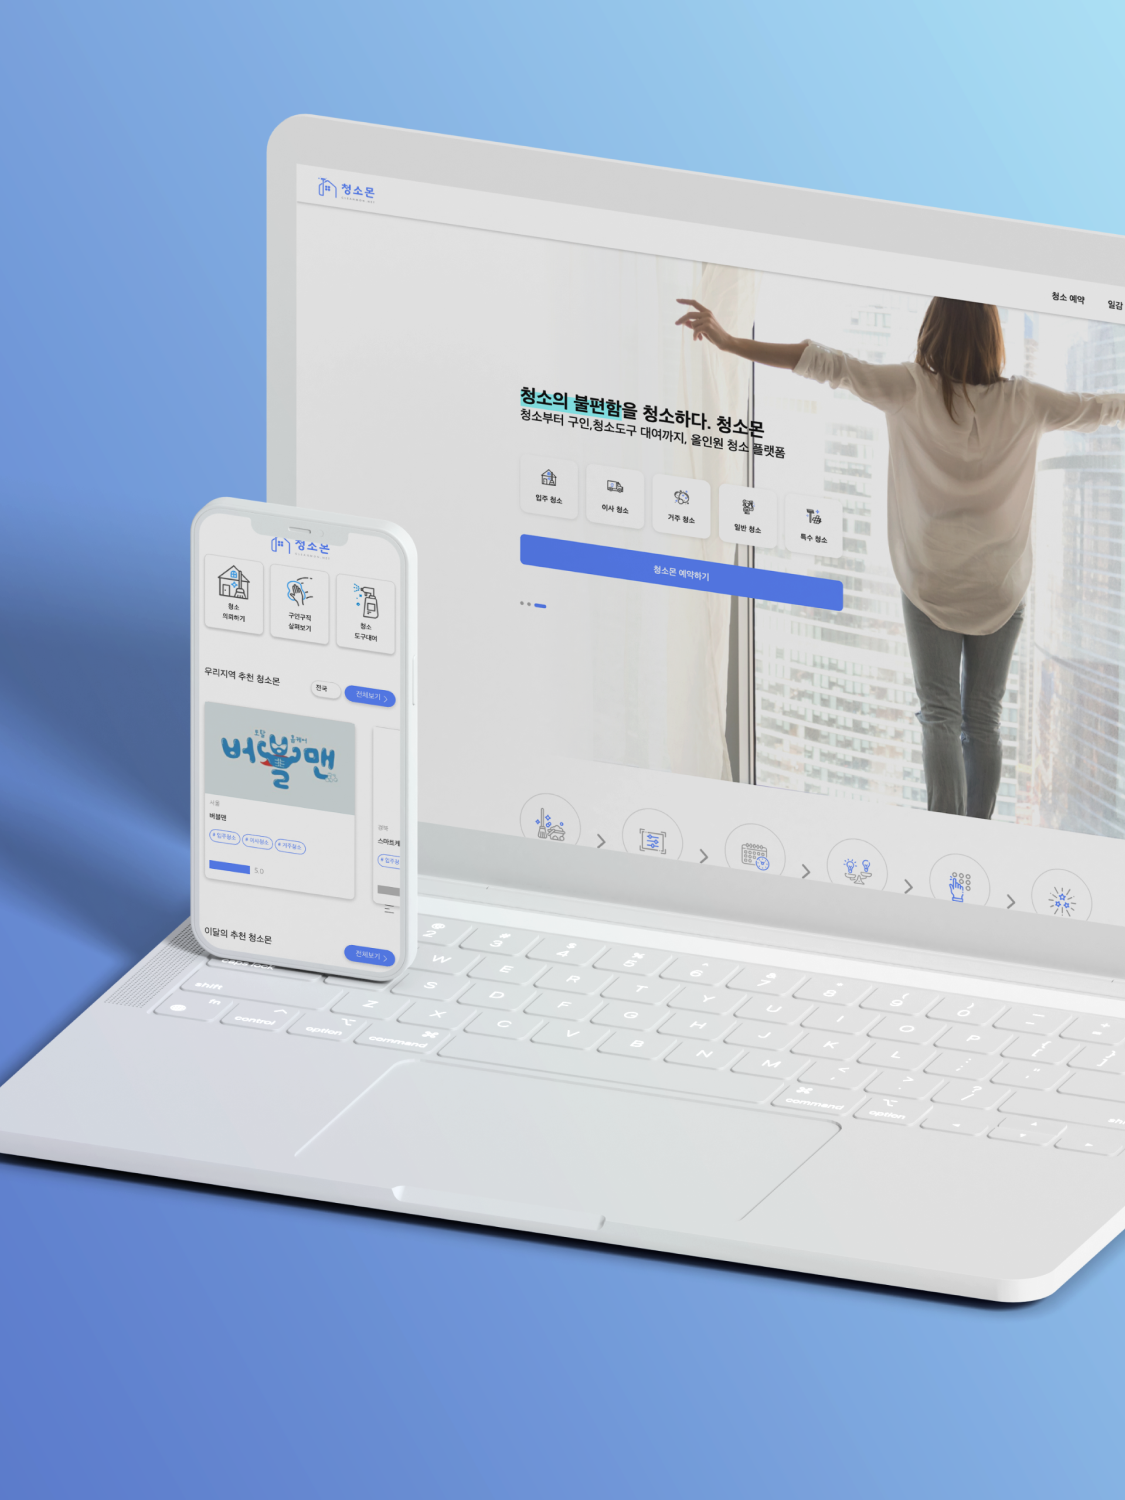 청소몬
청소 예약
일감
청소의 불편함을 청소하다. 청소몬
청소부터 구인,청소도구 대여까지, 올인원 청소 플랫폼
입주 청소
이사 청소
거주 청소
일반 청소
특수 청소
청소몬 예약하기
청소몬
청소
의뢰하기
구인구직
살펴보기
청소
도구대여
우리지역 추천 청소몬
전국
전체보기
오달
버블맨
서울
버블맨
# 입주청소
# 이사청소
# 거주청소
5.0
스마트케
이달의 추천 청소몬
전체보기
2 3 4 5 6 7 8 9 0
W E R T Y U I O P
caps lock
S D F G H J K L
shift
Z X C V B N M
fn
control
option
command
command
option